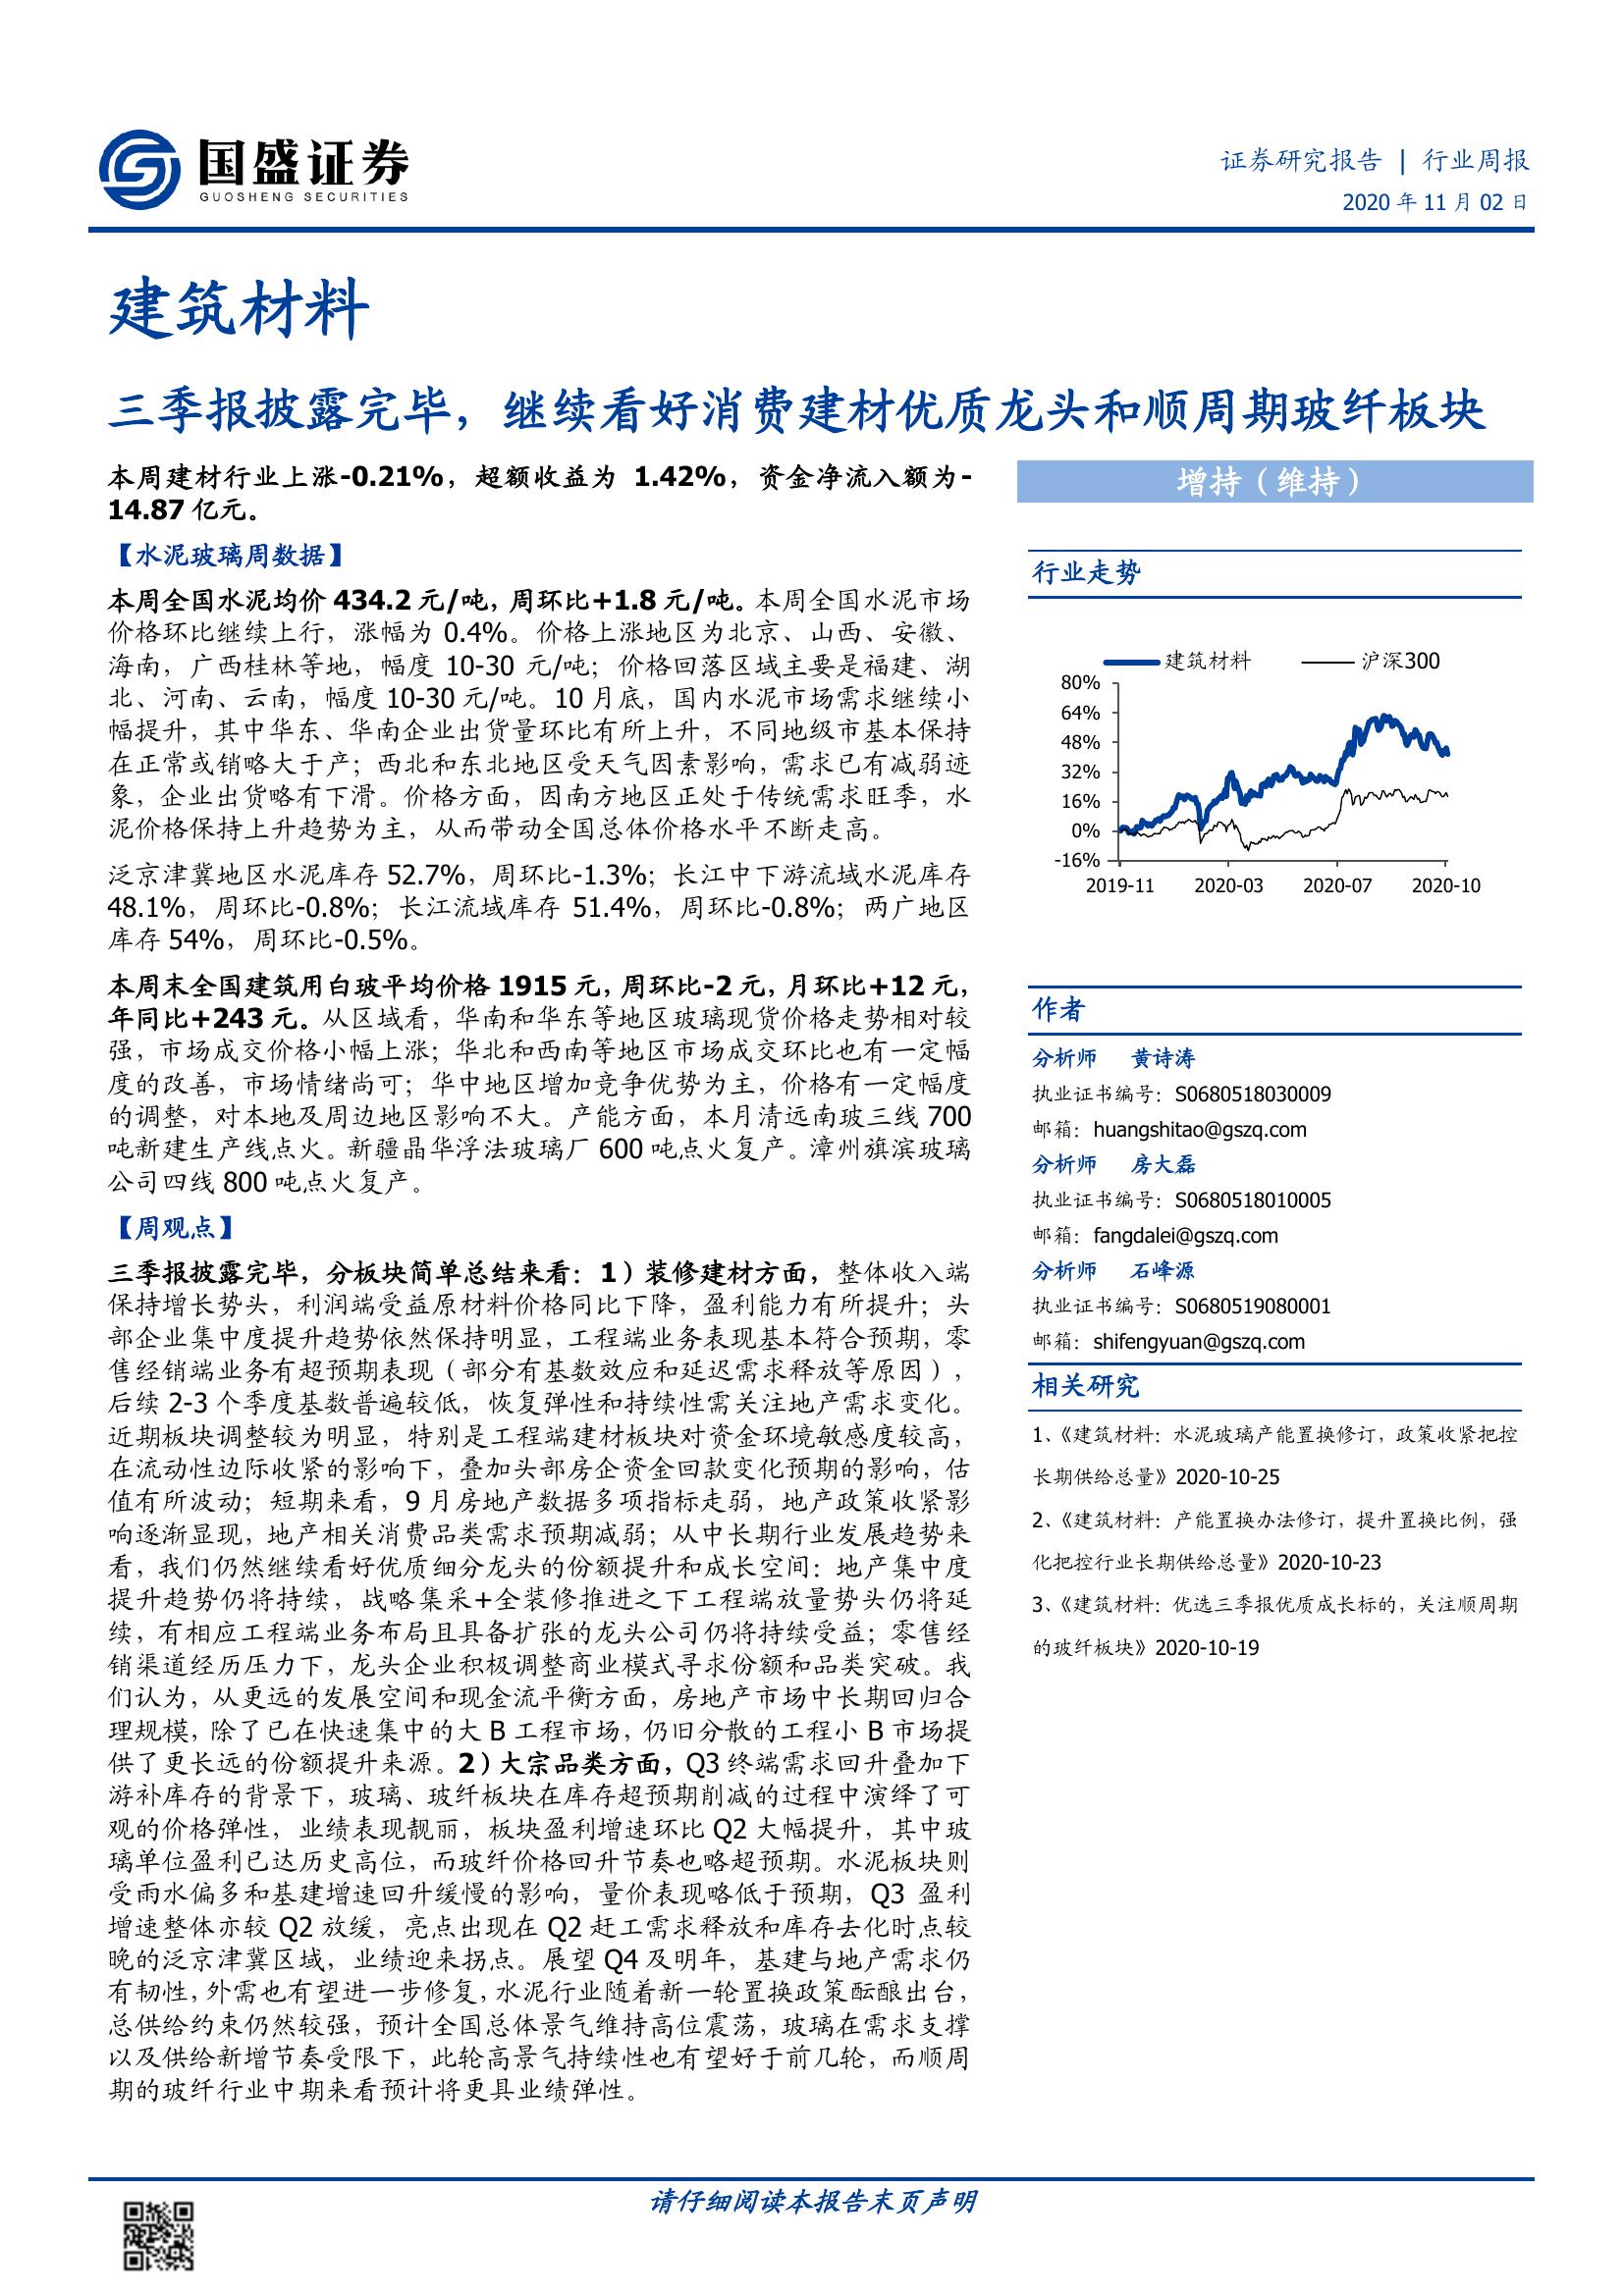 国盛证券
GUOSHENG SECURITIES
证券研究报告 | 行业周报
2020 年 11 月 02 日
建筑材料
三季报披露完毕，继续看好消费建材优质龙头和顺周期玻纤板块
本周建材行业上涨-0.21%，超额收益为 1.42%，资金净流入额为-
14.87 亿元。
【水泥玻璃周数据】
本周全国水泥均价 434.2 元/吨，周环比+1.8 元/吨。本周全国水泥市场
价格环比继续上行，涨幅为 0.4%。价格上涨地区为北京、山西、安徽、
海南，广西桂林等地，幅度 10-30 元/吨；价格回落区域主要是福建、湖
北、河南、云南，幅度 10-30 元/吨。10 月底，国内水泥市场需求继续小
幅提升，其中华东、华南企业出货量环比有所上升，不同地级市基本保持
在正常或销略大于产；西北和东北地区受天气因素影响，需求已有减弱迹
象，企业出货略有下滑。价格方面，因南方地区正处于传统需求旺季，水
泥价格保持上升趋势为主，从而带动全国总体价格水平不断走高。
泛京津冀地区水泥库存 52.7%，周环比-1.3%；长江中下游流域水泥库存
48.1%，周环比-0.8%；长江流域库存 51.4%，周环比-0.8%；两广地区
库存 54%，周环比-0.5%。
本周末全国建筑用白玻平均价格 1915 元，周环比-2 元，月环比+12 元，
年同比+243 元。从区域看，华南和华东等地区玻璃现货价格走势相对较
强，市场成交价格小幅上涨；华北和西南等地区市场成交环比也有一定幅
度的改善，市场情绪尚可；华中地区增加竞争优势为主，价格有一定幅度
的调整，对本地及周边地区影响不大。产能方面，本月清远南玻三线 700
吨新建生产线点火。新疆晶华浮法玻璃厂 600 吨点火复产。漳州旗滨玻璃
公司四线 800 吨点火复产。
【周观点】
三季报披露完毕，分板块简单总结来看：1）装修建材方面，整体收入端
保持增长势头，利润端受益原材料价格同比下降，盈利能力有所提升；头
部企业集中度提升趋势依然保持明显，工程端业务表现基本符合预期，零
售经销端业务有超预期表现（部分有基数效应和延迟需求释放等原因），
后续 2-3 个季度基数普遍较低，恢复弹性和持续性需关注地产需求变化。
近期板块调整较为明显，特别是工程端建材板块对资金环境敏感度较高，
在流动性边际收紧的影响下，叠加头部房企资金回款变化预期的影响，估
值有所波动；短期来看，9 月房地产数据多项指标走弱，地产政策收紧影
响逐渐显现，地产相关消费品类需求预期减弱；从中长期行业发展趋势来
看，我们仍然继续看好优质细分龙头的份额提升和成长空间：地产集中度
提升趋势仍将持续，战略集采+全装修推进之下工程端放量势头仍将延
续，有相应工程端业务布局且具备扩张的龙头公司仍将持续受益；零售经
销渠道经历压力下，龙头企业积极调整商业模式寻求份额和品类突破。我
们认为，从更远的发展空间和现金流平衡方面，房地产市场中长期回归合
理规模，除了已在快速集中的大 B 工程市场，仍旧分散的工程小 B 市场提
供了更长远的份额提升来源。2）大宗品类方面，Q3 终端需求回升叠加下
游补库存的背景下，玻璃、玻纤板块在库存超预期削减的过程中演绎了可
观的价格弹性，业绩表现靓丽，板块盈利增速环比 Q2 大幅提升，其中玻
璃单位盈利已达历史高位，而玻纤价格回升节奏也略超预期。水泥板块则
受雨水偏多和基建增速回升缓慢的影响，量价表现略低于预期，Q3 盈利
增速整体亦较 Q2 放缓，亮点出现在 Q2 赶工需求释放和库存去化时点较
晚的泛京津冀区域，业绩迎来拐点。展望 Q4 及明年，基建与地产需求仍
有韧性，外需也有望进一步修复，水泥行业随着新一轮置换政策酝酿出台，
总供给约束仍然较强，预计全国总体景气维持高位震荡，玻璃在需求支撑
以及供给新增节奏受限下，此轮高景气持续性也有望好于前几轮，而顺周
期的玻纤行业中期来看预计将更具业绩弹性。
增持（维持）
行业走势
建筑材料 沪深300
80%
64%
48%
32%
16%
0%
-16%
2019-11 2020-03 2020-07 2020-10
作者
分析师 黄诗涛
执业证书编号：S0680518030009
邮箱：huangshitao@gszq.com
分析师 房大磊
执业证书编号：S0680518010005
邮箱：fangdalei@gszq.com
分析师 石峰源
执业证书编号：S0680519080001
邮箱：shifengyuan@gszq.com
相关研究
1、《建筑材料：水泥玻璃产能置换修订，政策收紧把控
长期供给总量》2020-10-25
2、《建筑材料：产能置换办法修订，提升置换比例，强
化把控行业长期供给总量》2020-10-23
3、《建筑材料：优选三季报优质成长标的，关注顺周期
的玻纤板块》2020-10-19
请仔细阅读本报告末页声明